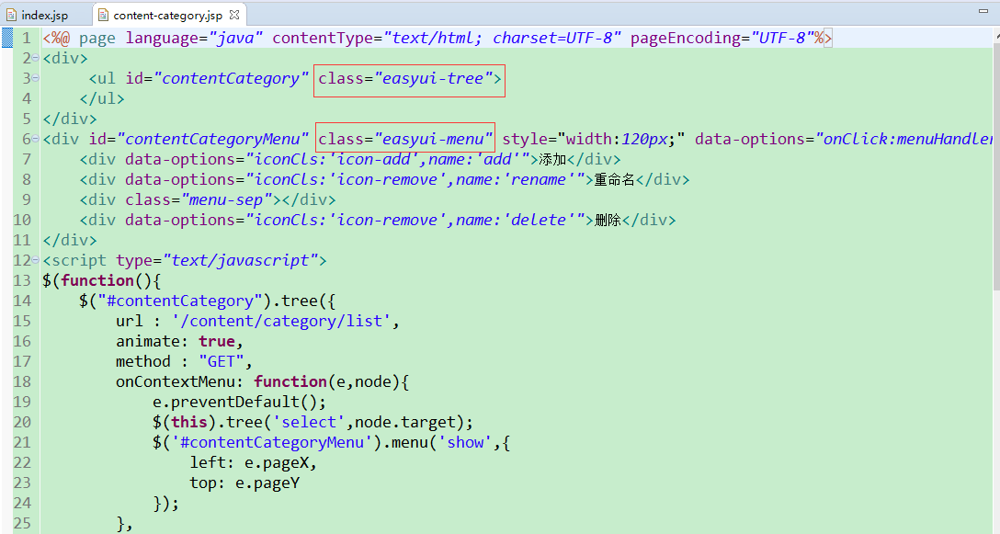 index.jsp content-category.jsp
1 <%@ page language="java" contentType="text/html; charset=UTF-8" pageEncoding="UTF-8"%>
2 <div>
3 <ul id="contentCategory" class="easyui-tree">
4 </ul>
5 </div>
6 <div id="contentCategoryMenu" class="easyui-menu" style="width:120px;" data-options="onClick:menuHandler
7 <div data-options="iconCls:'icon-add',name:'add'">添加</div>
8 <div data-options="iconCls:'icon-remove',name:'rename'">重命名</div>
9 <div class="menu-sep"></div>
10 <div data-options="iconCls:'icon-remove',name:'delete'">删除</div>
11 </div>
12 <script type="text/javascript">
13 $(function(){
14 $("#contentCategory").tree({
15 url : '/content/category/list',
16 animate: true,
17 method : "GET",
18 onContextMenu: function(e,node){
19 e.preventDefault();
20 $(this).tree('select',node.target);
21 $('#contentCategoryMenu').menu('show',{
22 left: e.pageX,
23 top: e.pageY
24 });
25 },